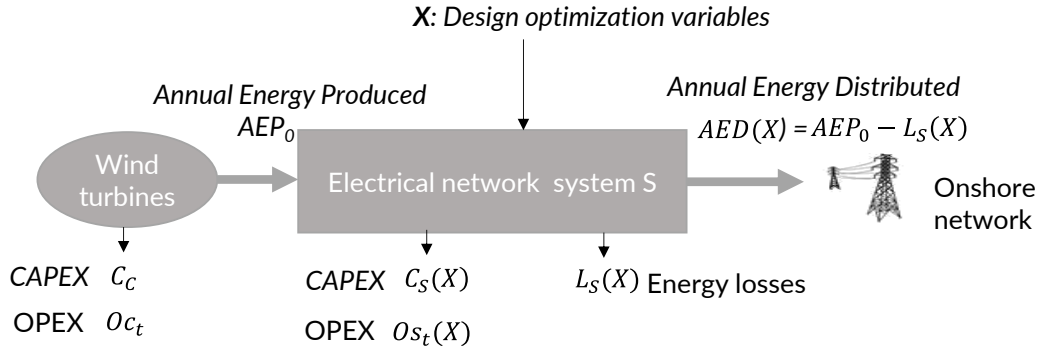 X: Design optimization variables
Annual Energy Produced
AEP₀
Annual Energy Distributed
AED(X) = AEP₀ − L_S(X)
Wind
turbines
Electrical network system S
Onshore
network
CAPEX C_C
OPEX Oc_t
CAPEX C_S(X)
OPEX Os_t(X)
L_S(X) Energy losses